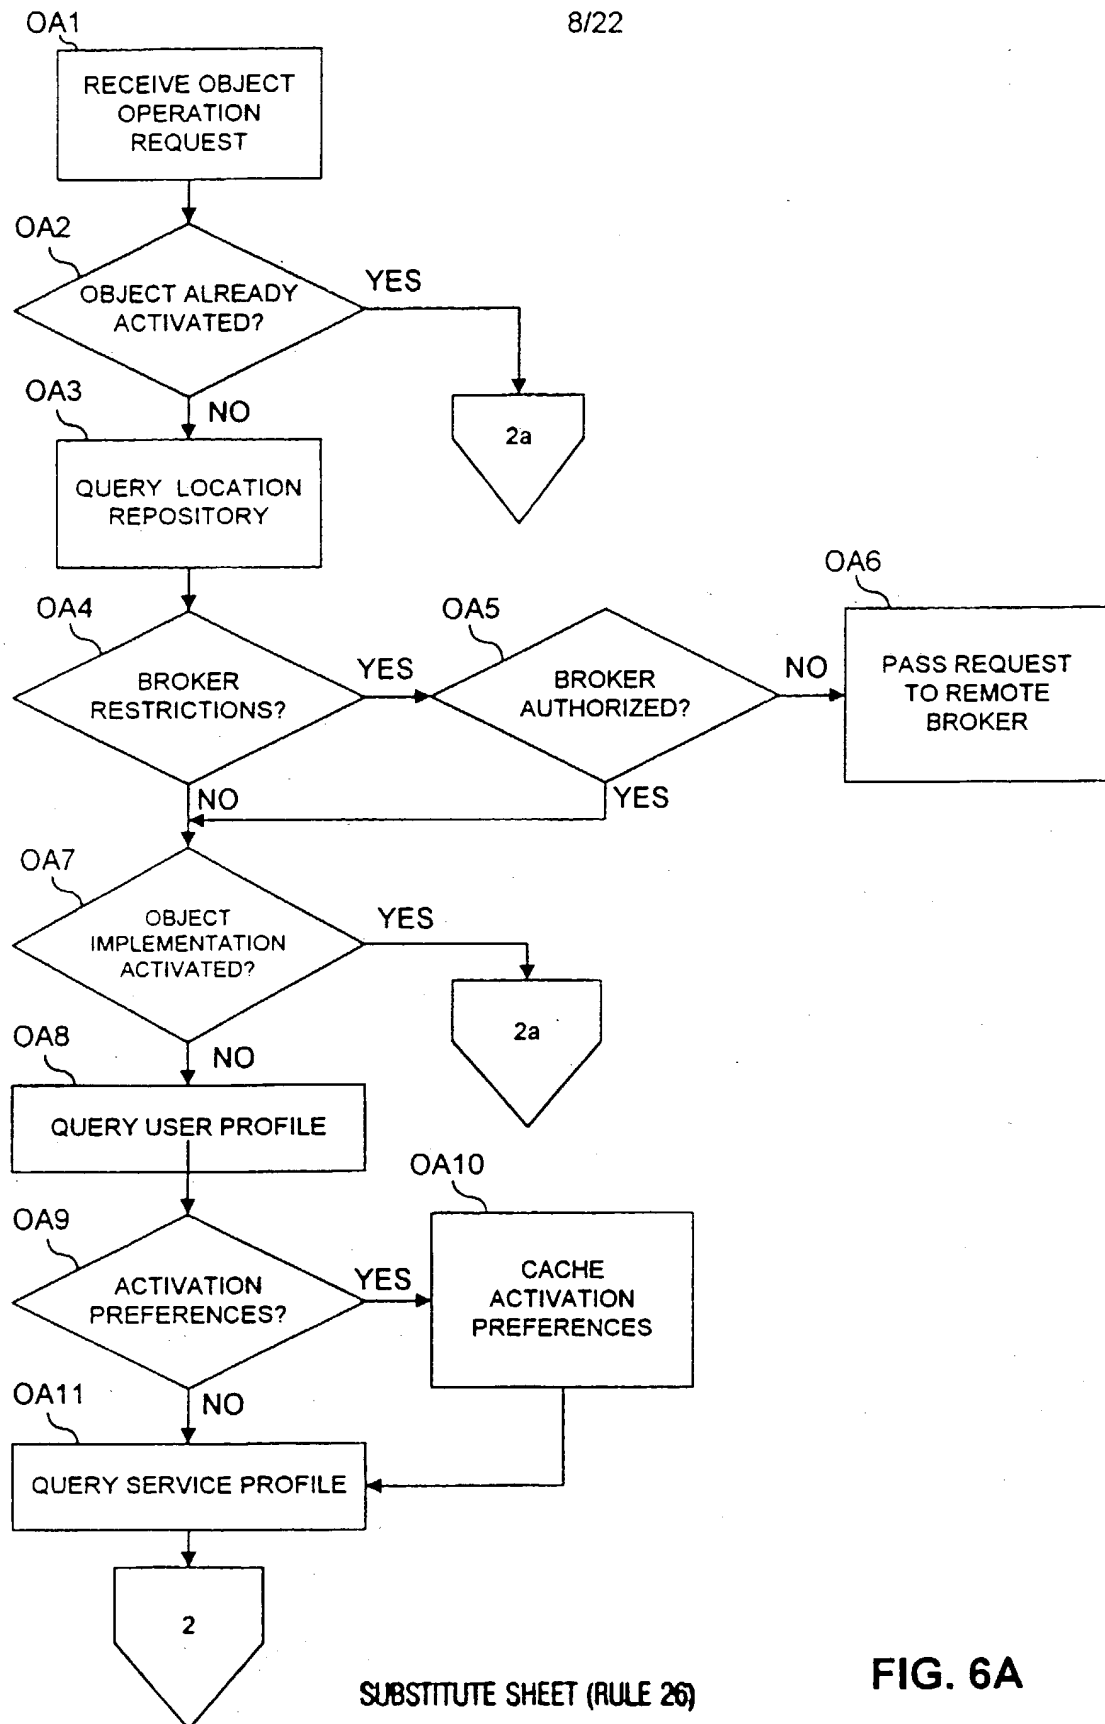 OA1
8/22
RECEIVE OBJECT
OPERATION
REQUEST
OA2
OBJECT ALREADY
ACTIVATED?
YES
NO
2a
OA3
QUERY LOCATION
REPOSITORY
OA4
BROKER
RESTRICTIONS?
YES
NO
OA5
BROKER
AUTHORIZED?
NO
YES
OA6
PASS REQUEST
TO REMOTE
BROKER
OA7
OBJECT
IMPLEMENTATION
ACTIVATED?
YES
NO
2a
OA8
QUERY USER PROFILE
OA9
ACTIVATION
PREFERENCES?
YES
NO
OA10
CACHE
ACTIVATION
PREFERENCES
OA11
QUERY SERVICE PROFILE
2
SUBSTITUTE SHEET (RULE 26)
FIG. 6A